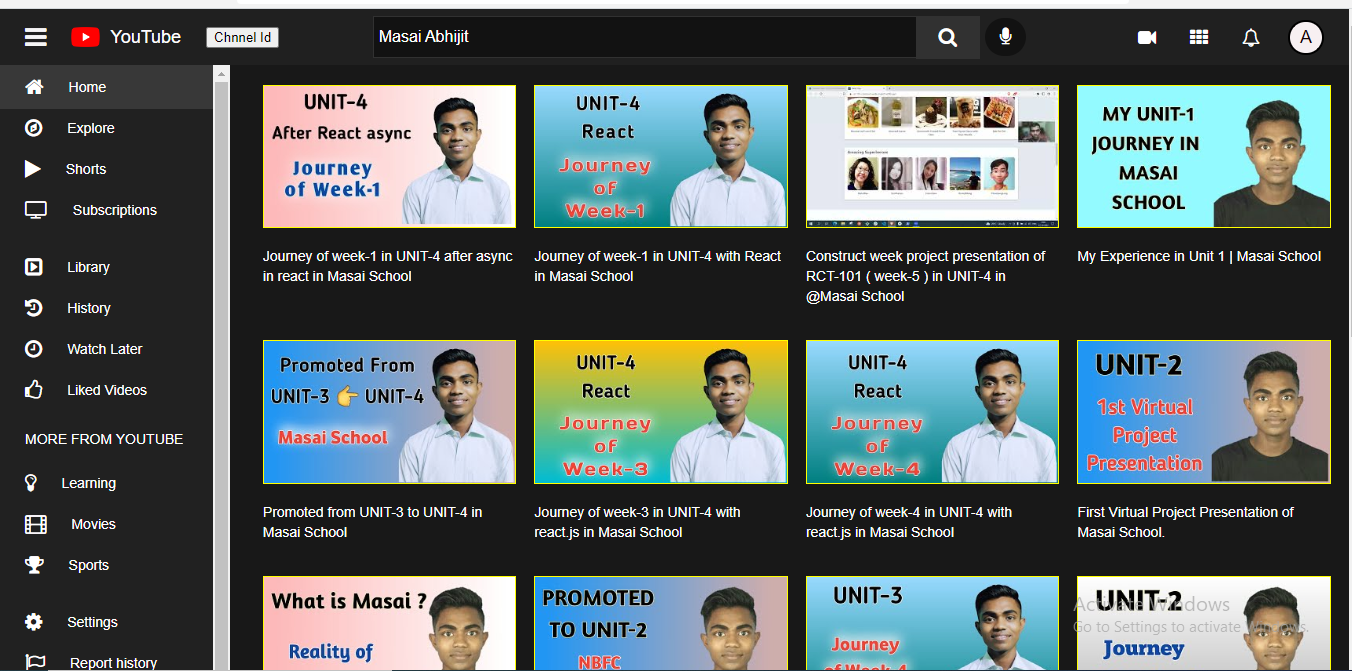 YouTube
Chnnel Id
Masai Abhijit
A
Home
Explore
Shorts
Subscriptions
Library
History
Watch Later
Liked Videos
MORE FROM YOUTUBE
Learning
Movies
Sports
Settings
Report history
UNIT-4
After React async
Journey
of Week-1
Journey of week-1 in UNIT-4 after async
in react in Masai School
UNIT-4
React
Journey
of
Week-1
Journey of week-1 in UNIT-4 with React
in Masai School
Construct week project presentation of
RCT-101 ( week-5 ) in UNIT-4 in
@Masai School
MY UNIT-1
JOURNEY IN
MASAI
SCHOOL
My Experience in Unit 1 | Masai School
Promoted From
UNIT-3 👉 UNIT-4
Masai School
Promoted from UNIT-3 to UNIT-4 in
Masai School
UNIT-4
React
Journey
of
Week-3
Journey of week-3 in UNIT-4 with
react.js in Masai School
UNIT-4
React
Journey
of
Week-4
Journey of week-4 in UNIT-4 with
react.js in Masai School
UNIT-2
1st Virtual
Project
Presentation
First Virtual Project Presentation of
Masai School.
What is Masai ?
Reality of
PROMOTED
TO UNIT-2
NBFC
UNIT-3
Journey
of Week-4
UNIT-2
Journey
Activate Windows
Go to Settings to activate Windows.